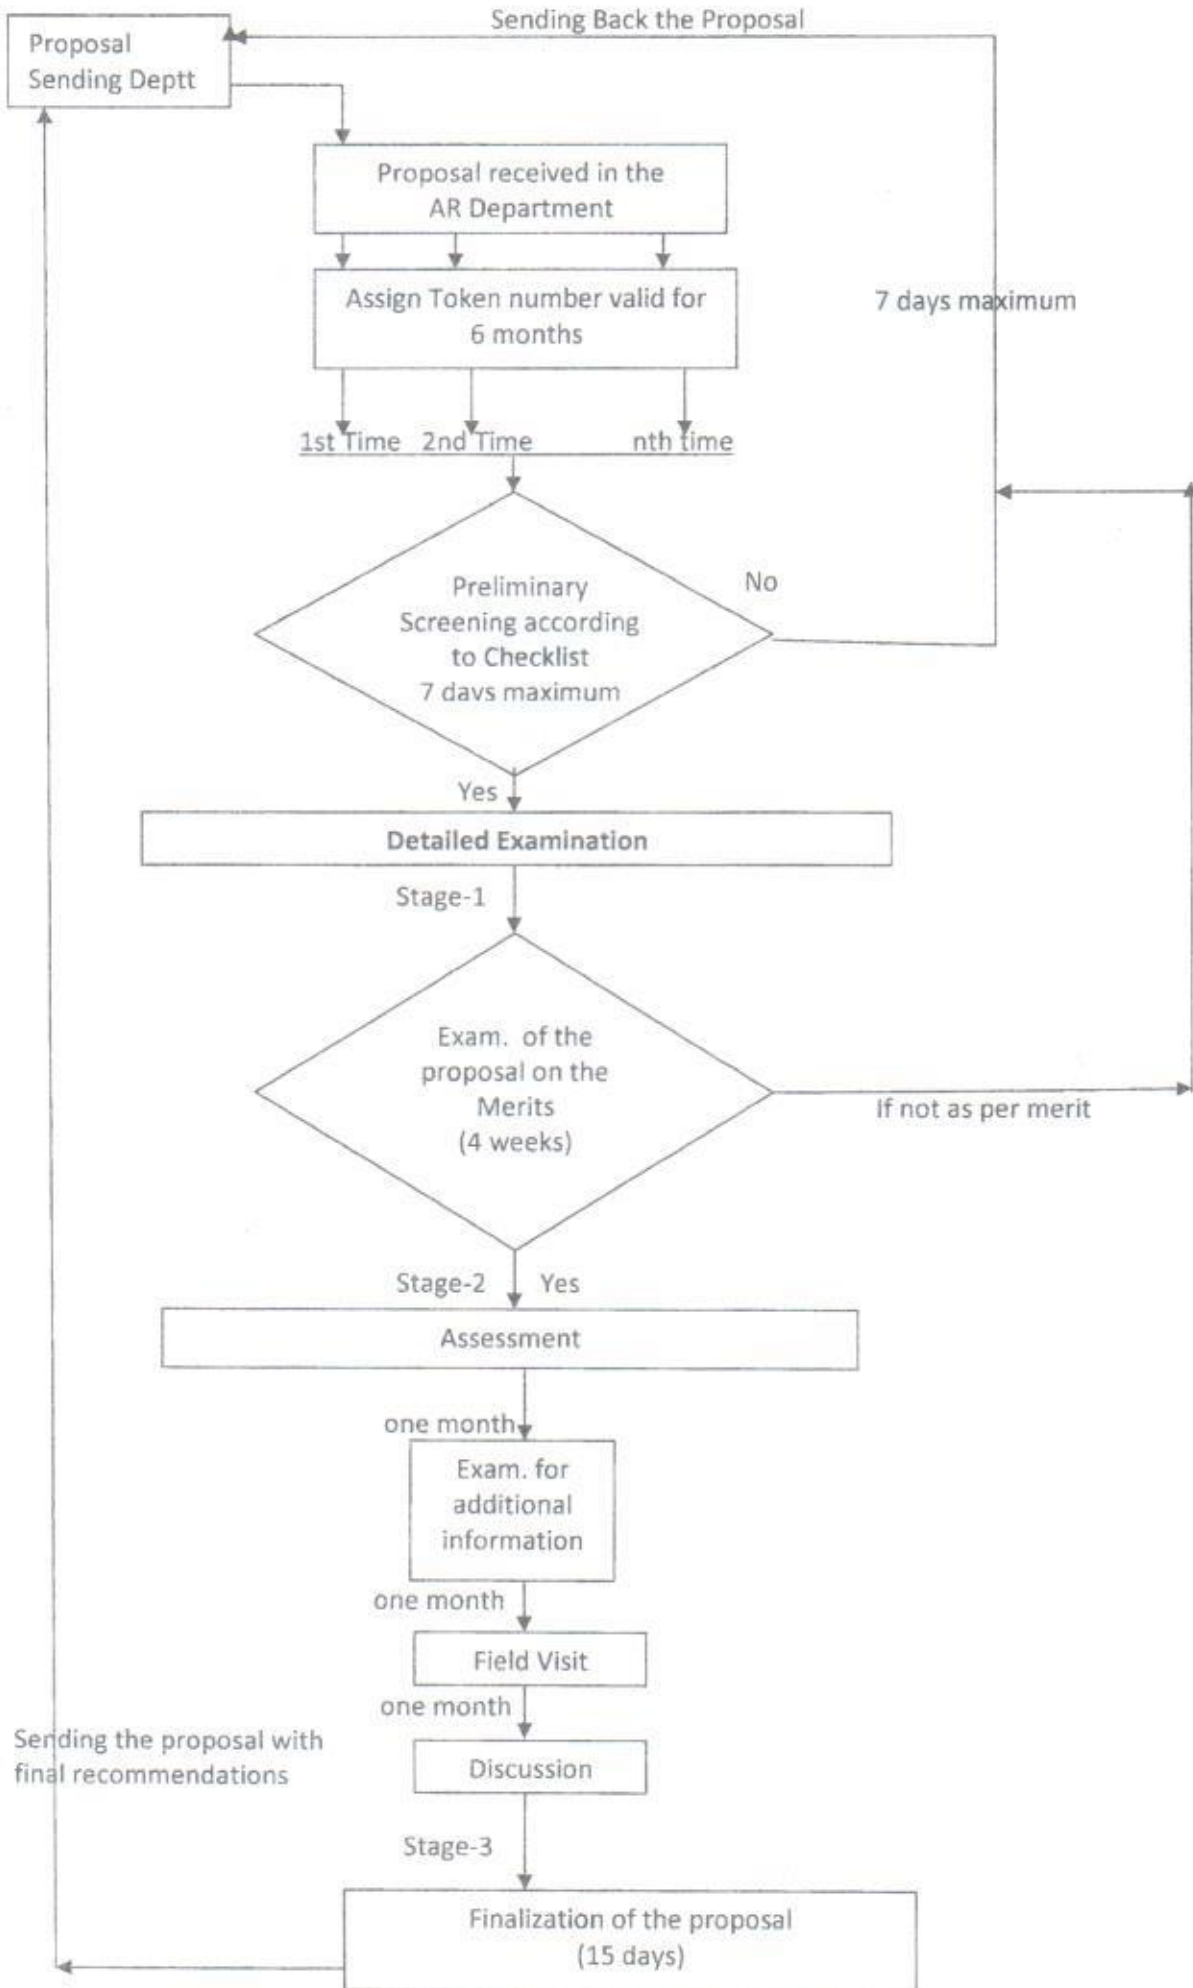 Sending Back the Proposal
Proposal
Sending Deptt
Proposal received in the
AR Department
Assign Token number valid for
6 months
7 days maximum
1st Time 2nd Time nth time
Preliminary
Screening according
to Checklist
7 days maximum
No
Yes
Detailed Examination
Stage-1
Exam. of the
proposal on the
Merits
(4 weeks)
If not as per merit
Stage-2 Yes
Assessment
one month
Exam. for
additional
information
one month
Field Visit
one month
Discussion
Sending the proposal with
final recommendations
Stage-3
Finalization of the proposal
(15 days)